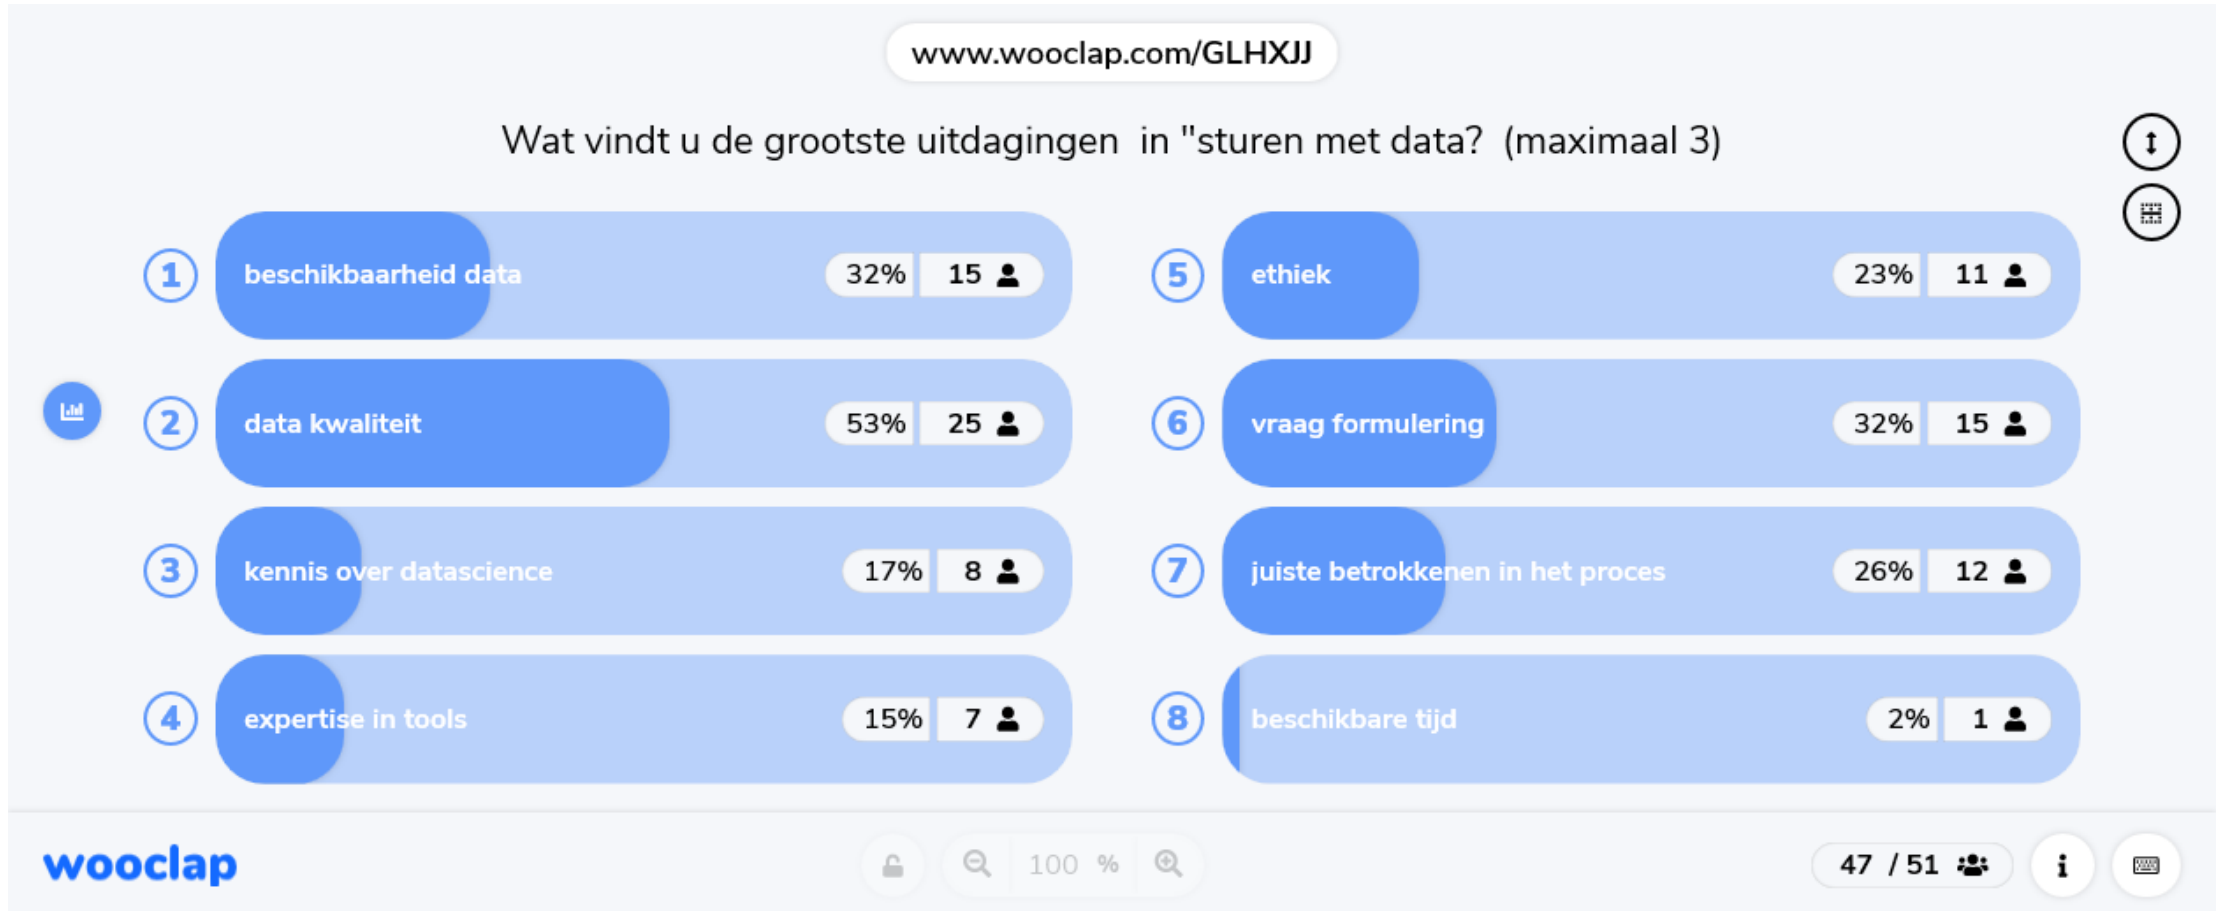 www.wooclap.com/GLHXJJ
Wat vindt u de grootste uitdagingen in "sturen met data? (maximaal 3)
1 beschikbaarheid data 32% 15
2 data kwaliteit 53% 25
3 kennis over datascience 17% 8
4 expertise in tools 15% 7
5 ethiek 23% 11
6 vraag formulering 32% 15
7 juiste betrokkenen in het proces 26% 12
8 beschikbare tijd 2% 1
wooclap 100 % 47 / 51 i